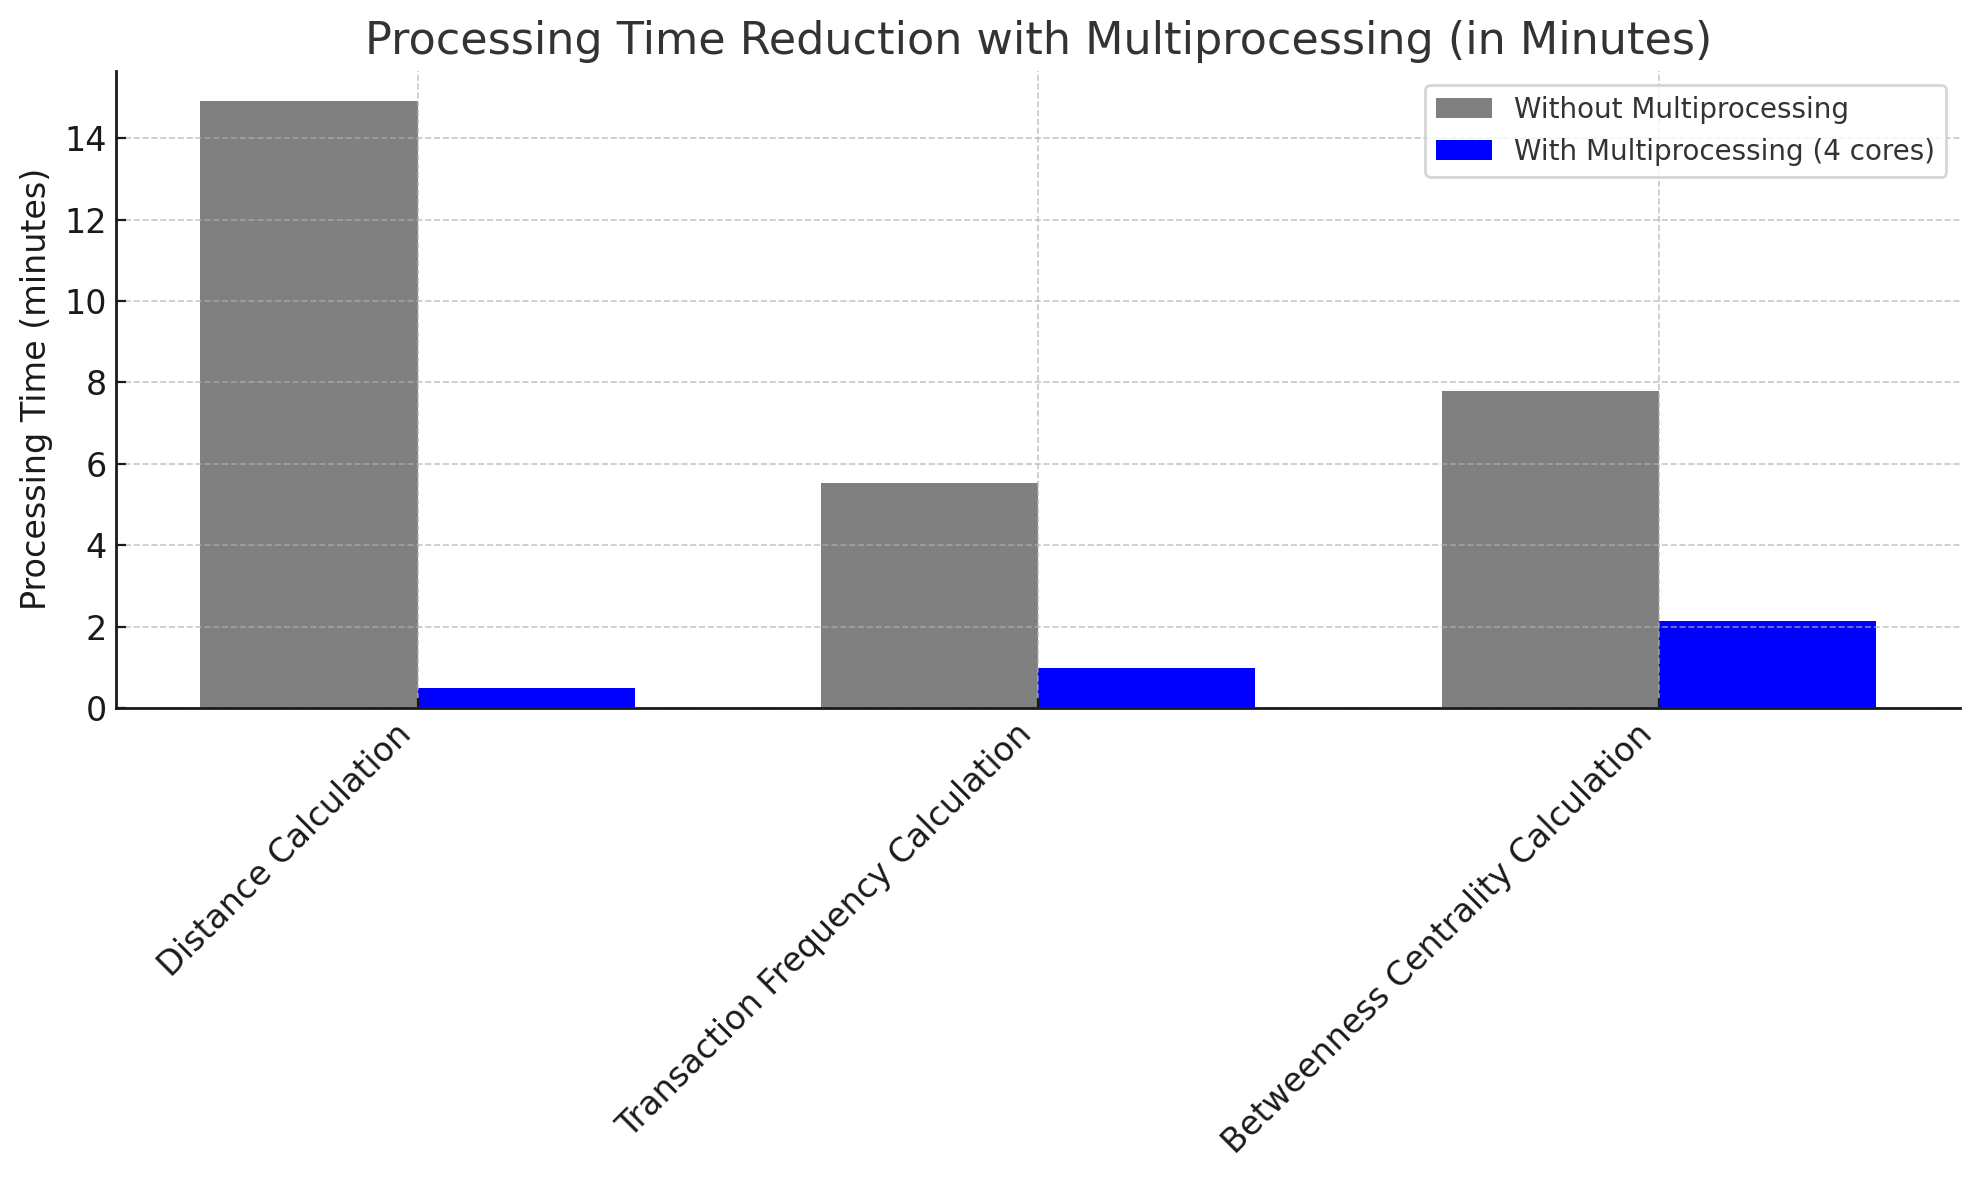 Processing Time Reduction with Multiprocessing (in Minutes)
Without Multiprocessing
With Multiprocessing (4 cores)
Processing Time (minutes)
14
12
10
8
6
4
2
0
Distance Calculation
Transaction Frequency Calculation
Betweenness Centrality Calculation